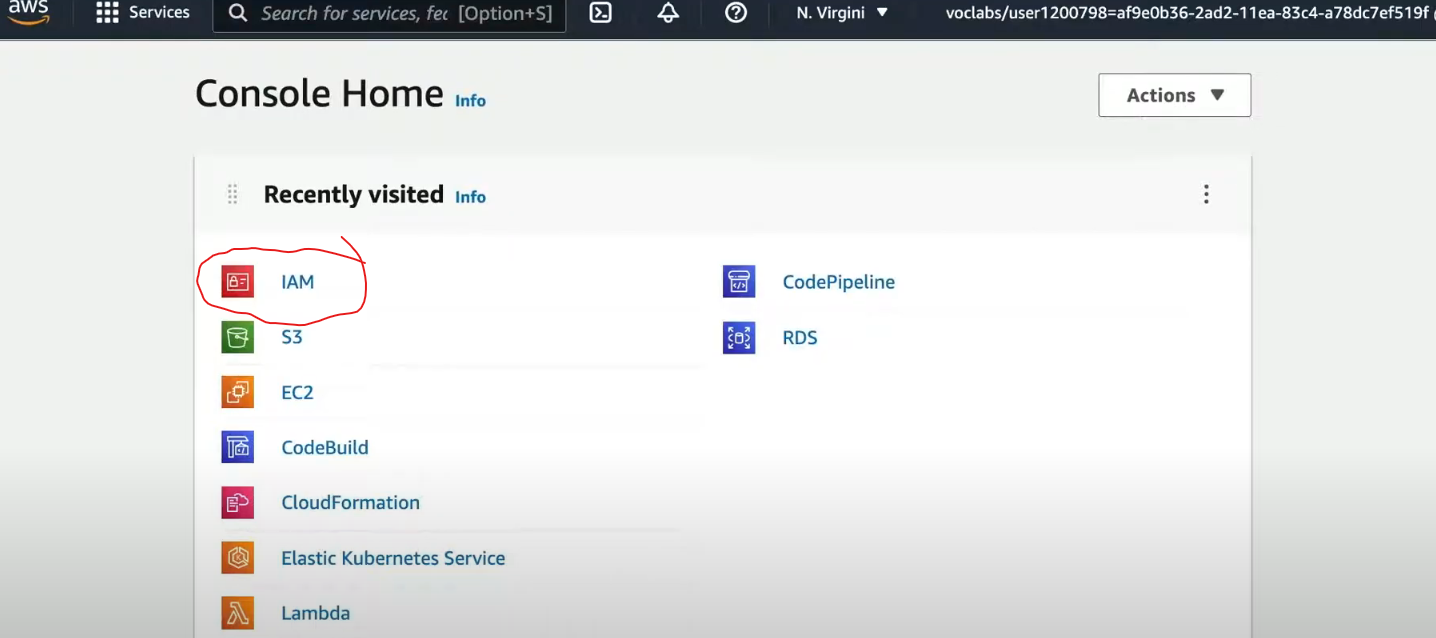 aws Services Search for services, fec [Option+S] N. Virgini voclabs/user1200798=af9e0b36-2ad2-11ea-83c4-a78dc7ef519f
Console Home Info Actions
Recently visited Info
IAM CodePipeline
S3 RDS
EC2
CodeBuild
CloudFormation
Elastic Kubernetes Service
Lambda